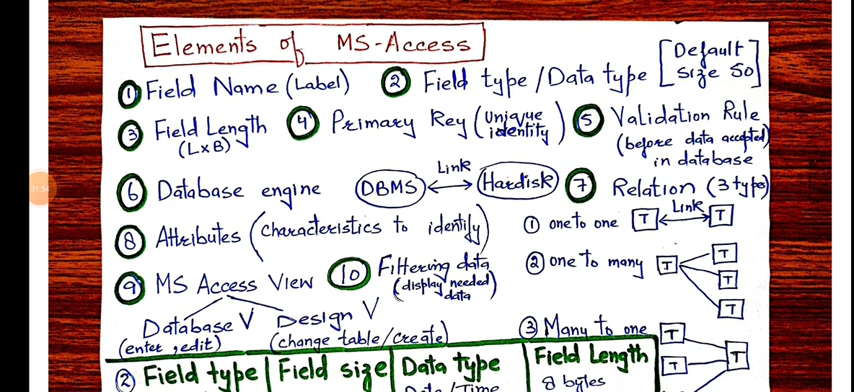 Elements of MS-Access
① Field Name (Label) ② Field type/Data type [Default Size 50]
③ Field Length (L×B) ④ Primary Key (Unique identity) ⑤ Validation Rule (before data accepted in database
⑥ Database engine DBMS Link Hardisk ⑦ Relation (3 types)
⑧ Attributes (Characteristics to identify) ① one to one T Link T
② one to many T T T T
⑨ MS Access View ⑩ Filtering data (display needed data)
Database V Design V
(enter, edit) (change table/create)
③ Many to one T T T
② Field type Field size Data type Field Length
Date/Time 8 bytes